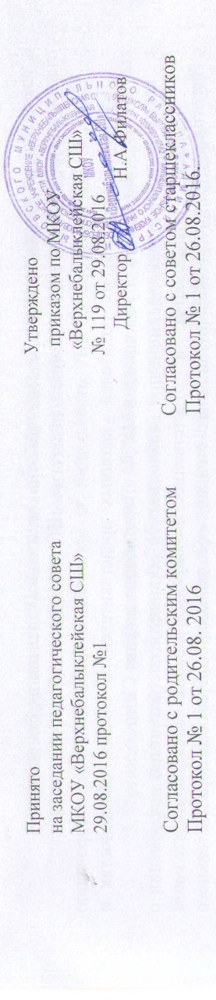 Принято
на заседании педагогического совета
МКОУ «Верхнебалыклейская СШ»
29.08.2016 протокол №1
Утверждено
приказом по МКОУ
«Верхнебалыклейская СШ»
№ 119 от 29.08.2016
Директор Н.А. Филатов
Согласовано с родительским комитетом
Протокол № 1 от 26.08. 2016
Согласовано с советом старшеклассников
Протокол № 1 от 26.08.2016.